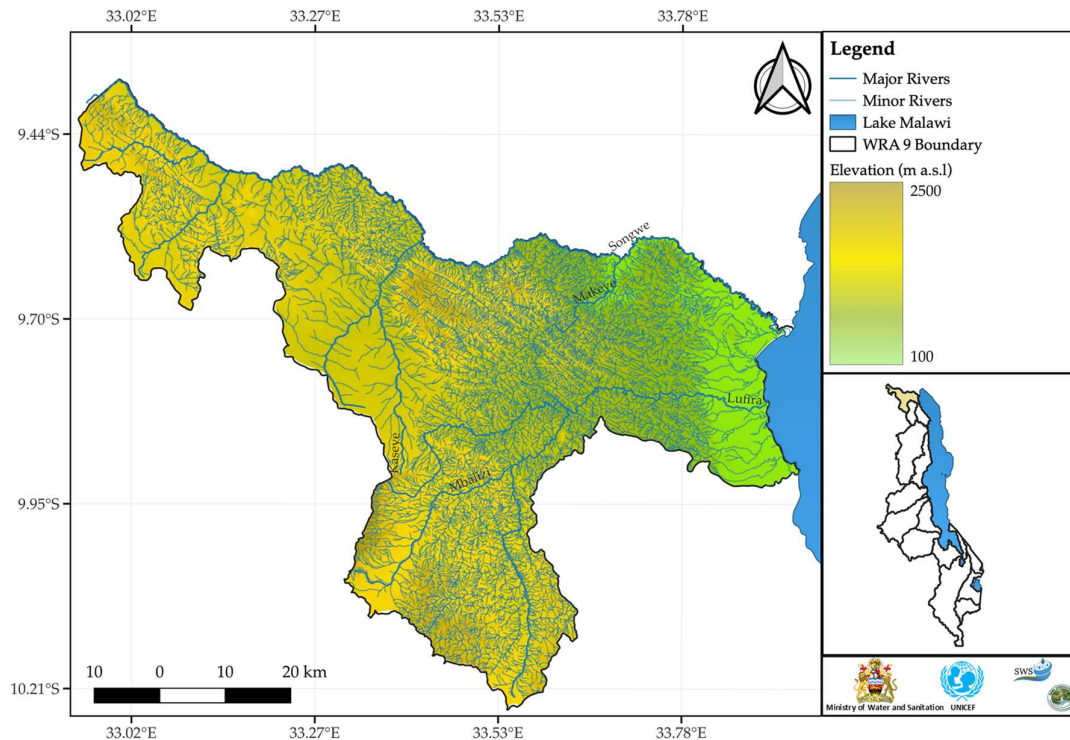 33.02°E 33.27°E 33.53°E 33.78°E
Legend
Major Rivers
Minor Rivers
Lake Malawi
WRA 9 Boundary
Elevation (m a.s.l)
2500
100
9.44°S
9.70°S
9.95°S
10.21°S
Songwe
Makeye
Lufira
Kaseye
Mbalizi
10 0 10 20 km
33.02°E 33.27°E 33.53°E 33.78°E
SWS
Ministry of Water and Sanitation UNICEF